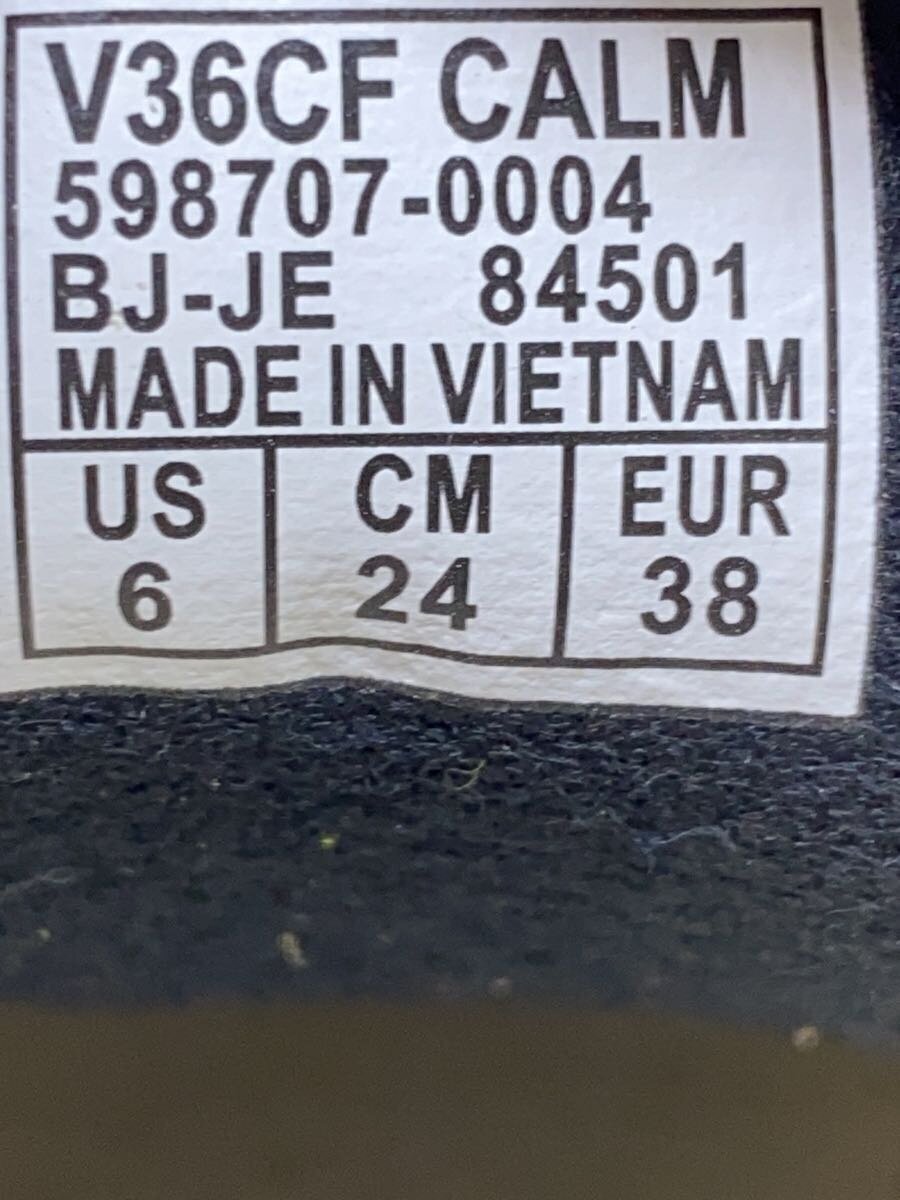 V36CF CALM
598707-0004
BJ-JE 84501
MADE IN VIETNAM
US CM EUR
6 24 38